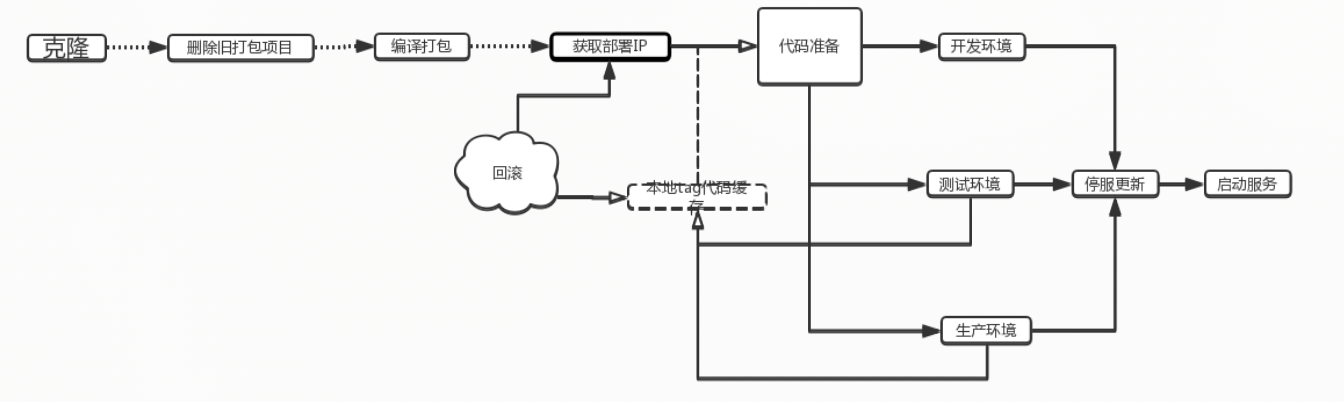 克隆
删除旧打包项目
编译打包
获取部署IP
代码准备
开发环境
回滚
本地tag代码缓
存
测试环境
停服更新
启动服务
生产环境